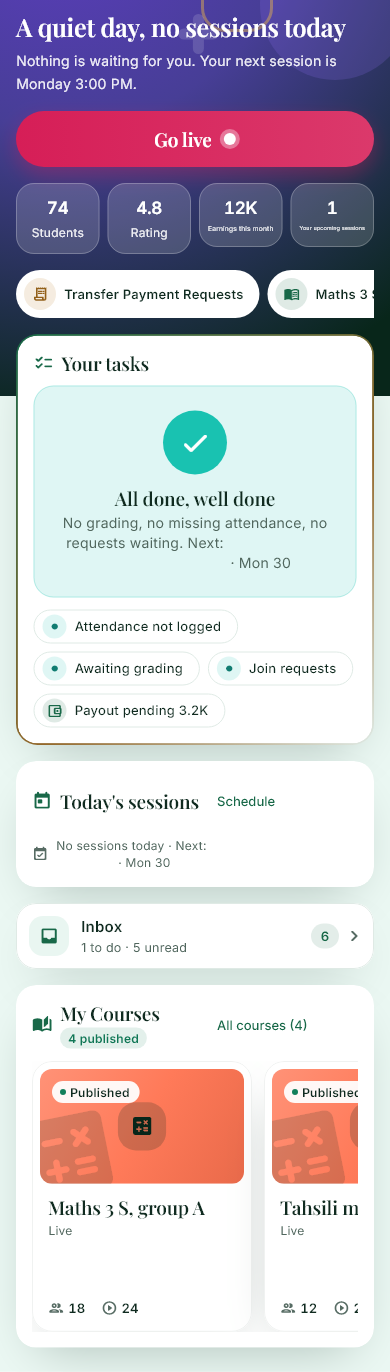 A quiet day, no sessions today
Nothing is waiting for you. Your next session is
Monday 3:00 PM.
Go live
74
Students
4.8
Rating
12K
Earnings this month
1
Your upcoming sessions
Transfer Payment Requests
Maths 3 S
Your tasks
All done, well done
No grading, no missing attendance, no
requests waiting. Next:
· Mon 30
Attendance not logged
Awaiting grading
Join requests
Payout pending 3.2K
Today's sessions
Schedule
No sessions today · Next:
· Mon 30
Inbox
1 to do · 5 unread
6
My Courses
4 published
All courses (4)
Published
Maths 3 S, group A
Live
18
24
Published
Tahsili m
Live
12
2